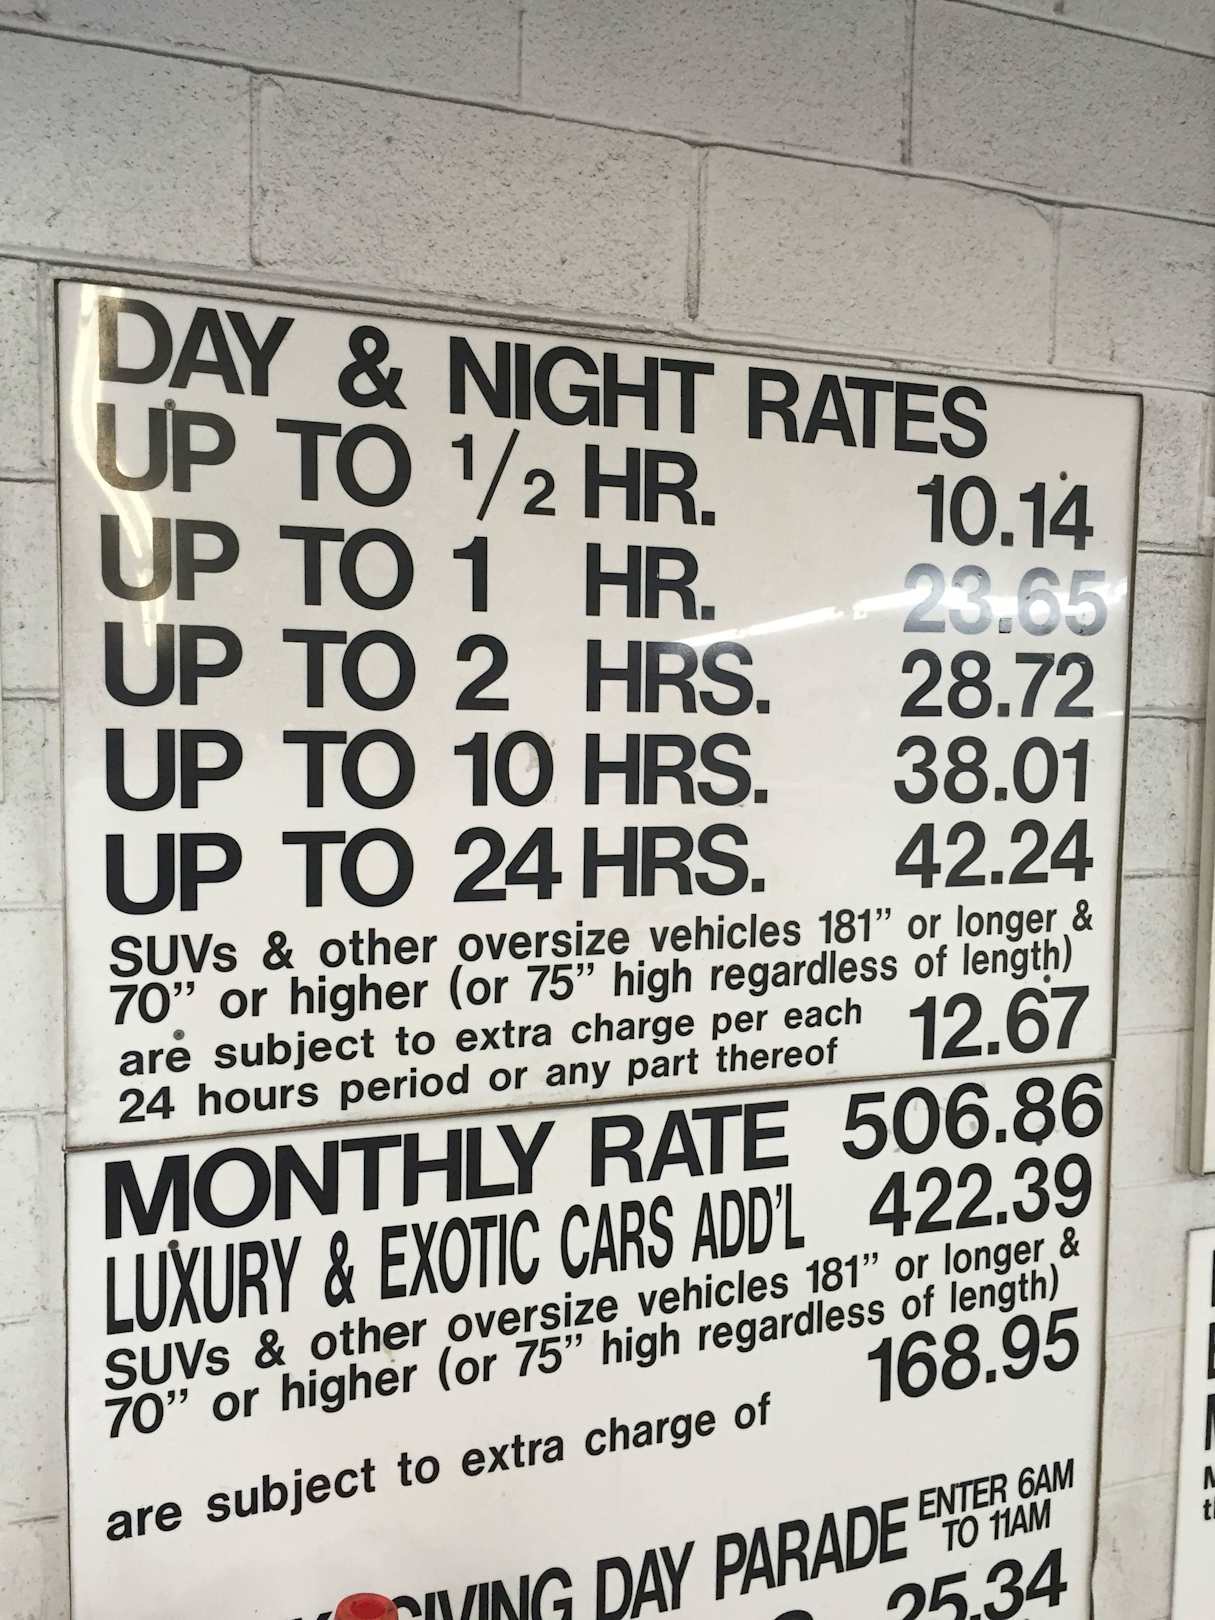 DAY & NIGHT RATES
UP TO 1/2 HR. 10.14
UP TO 1 HR. 23.65
UP TO 2 HRS. 28.72
UP TO 10 HRS. 38.01
UP TO 24 HRS. 42.24
SUVs & other oversize vehicles 181” or longer &
70” or higher (or 75” high regardless of length)
are subject to extra charge per each
24 hours period or any part thereof 12.67
MONTHLY RATE 506.86
LUXURY & EXOTIC CARS ADD'L 422.39
SUVs & other oversize vehicles 181” or longer &
70” or higher (or 75” high regardless of length)
are subject to extra charge of 168.95
DAY PARADE ENTER 6AM
TO 11AM
25.34